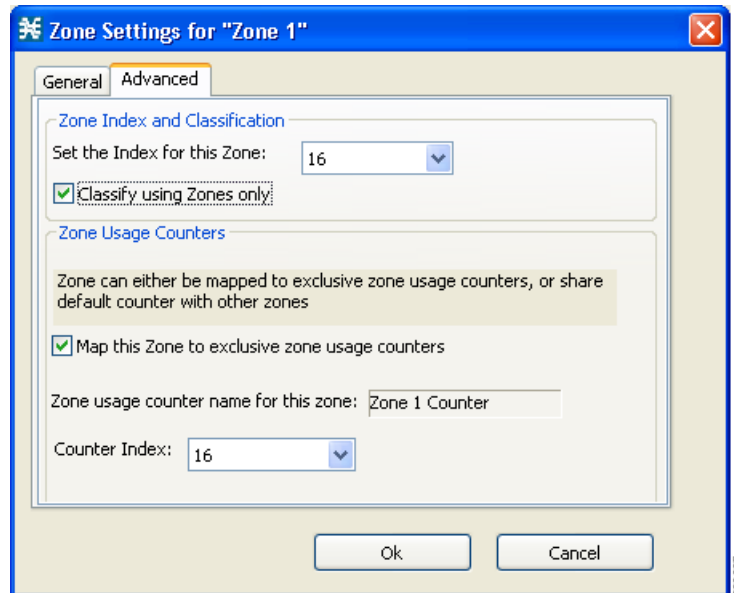 Zone Settings for "Zone 1"
General
Advanced
Zone Index and Classification
Set the Index for this Zone: 16
Classify using Zones only
Zone Usage Counters
Zone can either be mapped to exclusive zone usage counters, or share
default counter with other zones
Map this Zone to exclusive zone usage counters
Zone usage counter name for this zone: Zone 1 Counter
Counter Index: 16
Ok
Cancel